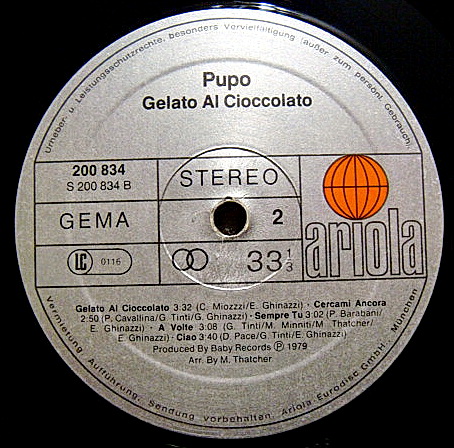 Urheber- u. Leistungsschutzrechte, besonders Vervielfältigung (außer zum persönl. Gebrauch),
Pupo
Gelato Al Cioccolato
200 834
S 200 834 B
STEREO
GEMA
2
LC 0116
33 1/3
ariola
Gelato Al Cioccolato 3:32 (C. Miozzzi/E. Ghinazzi) · Cercami Ancora
2:50 (P. Cavallina/G. Tinti/G. Ghinazzi) · Sempre Tu 3:02 (P. Barabani/
E. Ghinazzi) · A Volte 3:08 (G. Tinti/M. Minniti/M. Thatcher/
E. Ghinazzi) · Ciao 3:40 (D. Pace/G. Tinti/E. Ghinazzi)
Produced By Baby Records Ⓟ 1979
Arr. By M. Thatcher
Vermietung, Aufführung, Sendung vorbehalten. Ariola Eurodisc GmbH · München